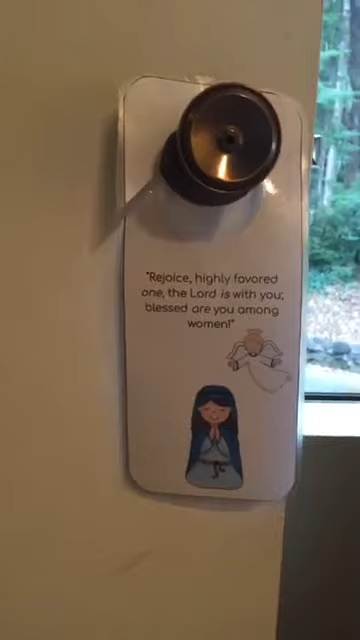 "Rejoice, highly favored
one, the Lord is with you;
blessed are you among
women!"